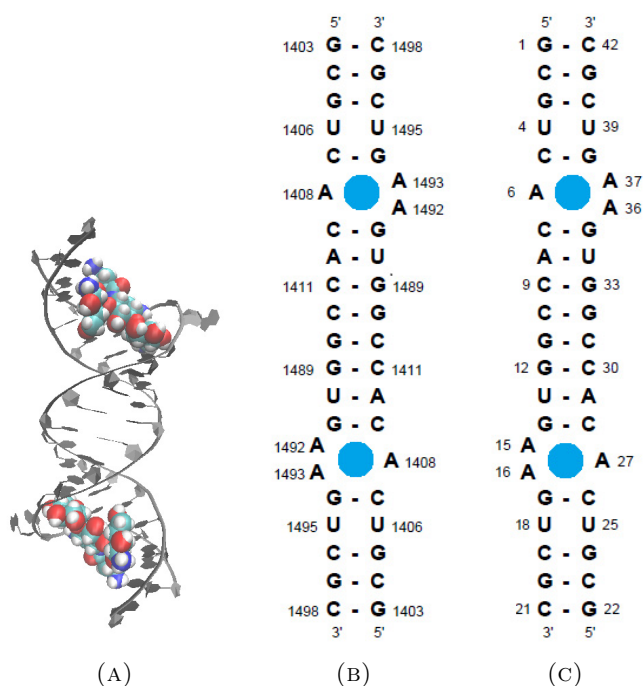 5' 3' 5' 3'
1403 G - C 1498 1 G - C 42
C - G C - G
G - C G - C
1406 U U 1495 4 U U 39
C - G C - G
1408 A A 1493 6 A A 37
A 1492 A 36
C - G C - G
A - U A - U
1411 C - G 1489 9 C - G 33
C - G C - G
G - C G - C
1489 G - C 1411 12 G - C 30
U - A U - A
G - C G - C
1492 A 15 A
1493 A A 1408 16 A A 27
G - C G - C
1495 U U 1406 18 U U 25
C - G C - G
G - C G - C
1498 C - G 1403 21 C - G 22
3' 5' 3' 5'
(A) (B) (C)